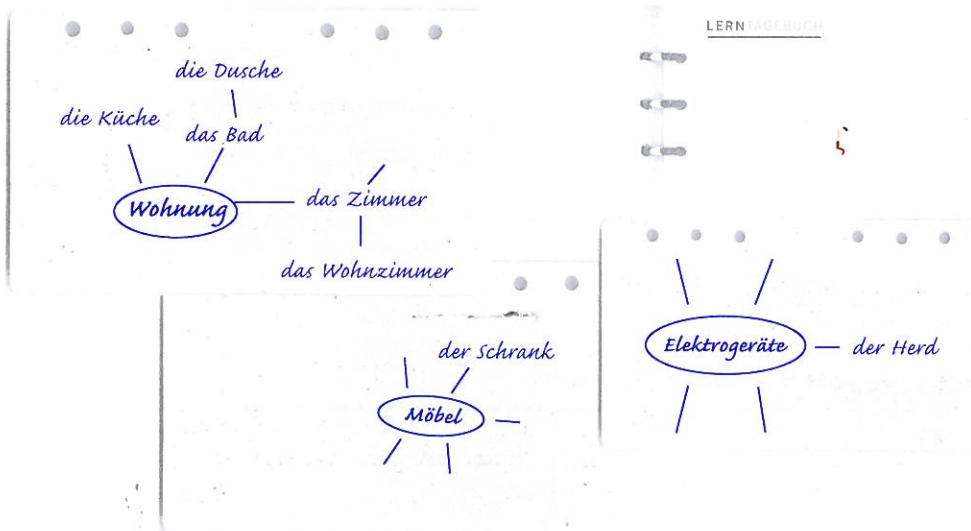 LERNTAGEBUCH
die Dusche
die Küche
das Bad
Wohnung
das Zimmer
das Wohnzimmer
der Schrank
Möbel
Elektrogeräte
der Herd